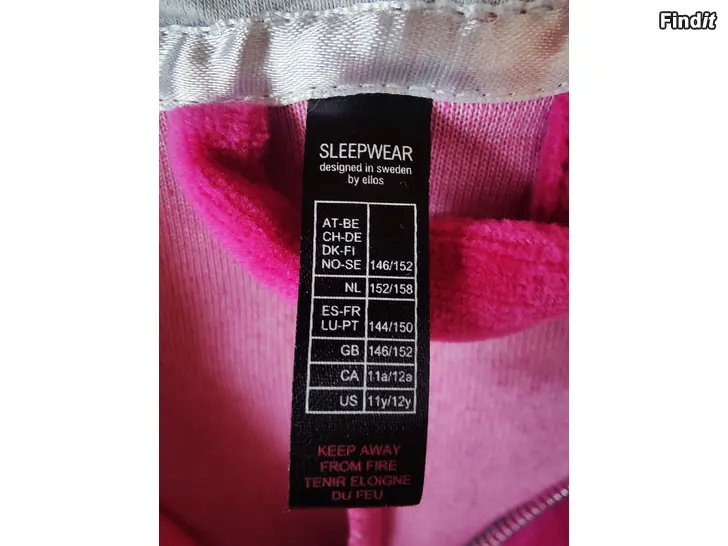 Findit
SLEEPWEAR
designed in sweden
by ellos
AT-BE
CH-DE
DK-FI
NO-SE 146/152
NL 152/158
ES-FR
LU-PT 144/150
GB 146/152
CA 11a/12a
US 11y/12y
KEEP AWAY
FROM FIRE
TENIR ELOIGNE
DU FEU